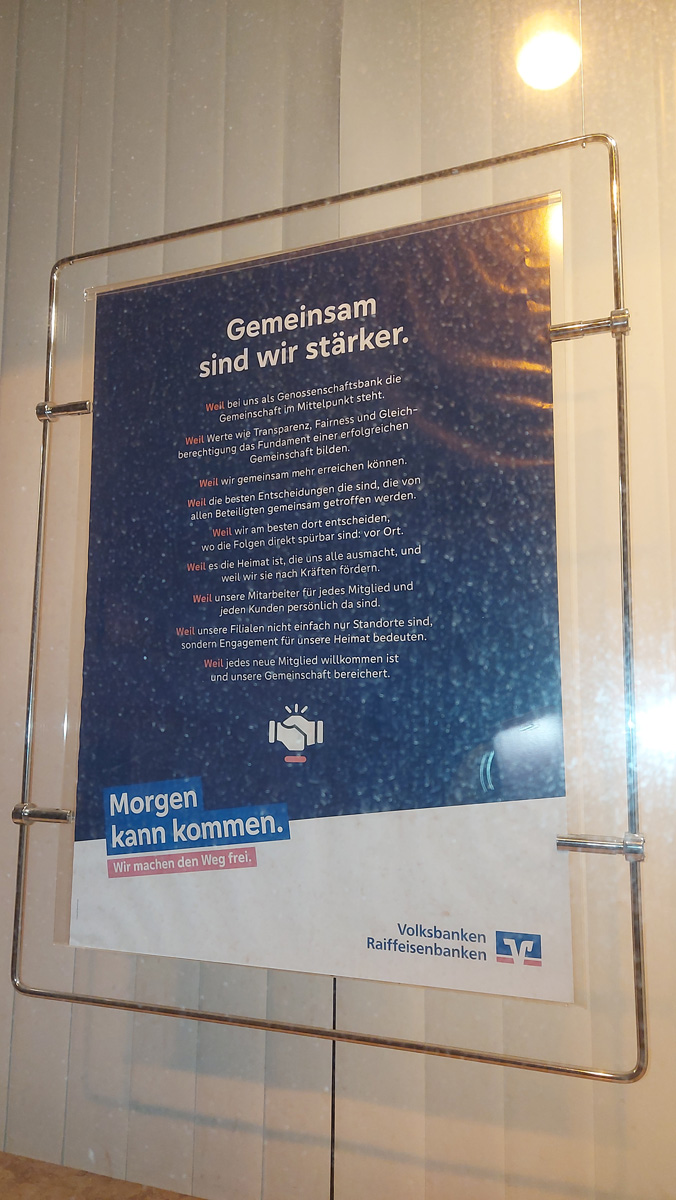 Gemeinsam
sind wir stärker.
Weil bei uns als Genossenschaftsbank die
Gemeinschaft im Mittelpunkt steht.
Weil Werte wie Transparenz, Fairness und Gleich-
berechtigung das Fundament einer erfolgreichen
Gemeinschaft bilden.
Weil wir gemeinsam mehr erreichen können.
Weil die besten Entscheidungen die sind, die von
allen Beteiligten gemeinsam getroffen werden.
Weil wir am besten dort entscheiden,
wo die Folgen direkt spürbar sind: vor Ort.
Weil es die Heimat ist, die uns alle ausmacht, und
weil wir sie nach Kräften fördern.
Weil unsere Mitarbeiter für jedes Mitglied und
jeden Kunden persönlich da sind.
Weil unsere Filialen nicht einfach nur Standorte sind,
sondern Engagement für unsere Heimat bedeuten.
Weil jedes neue Mitglied willkommen ist
und unsere Gemeinschaft bereichert.
Morgen
kann kommen.
Wir machen den Weg frei.
Volksbanken
Raiffeisenbanken